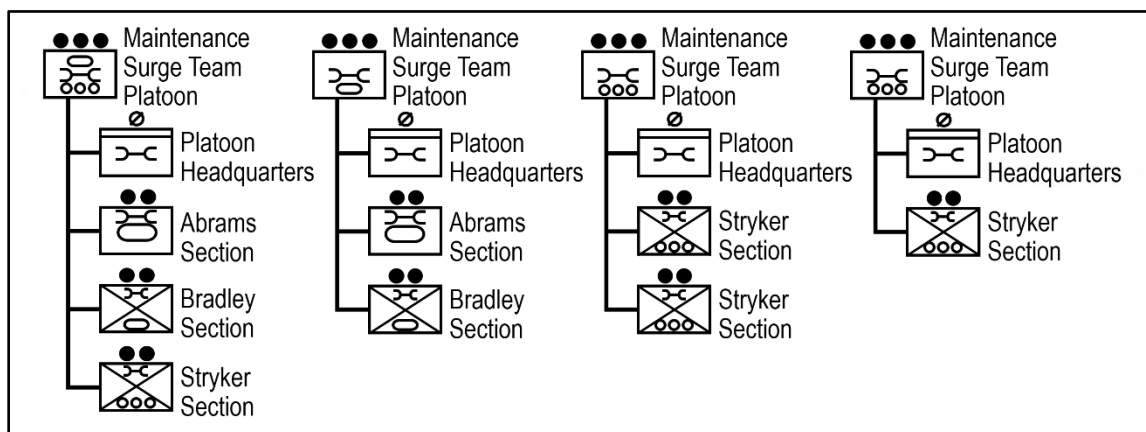 Maintenance
Surge Team
Platoon
Platoon
Headquarters
Abrams
Section
Bradley
Section
Stryker
Section
Maintenance
Surge Team
Platoon
Platoon
Headquarters
Abrams
Section
Bradley
Section
Maintenance
Surge Team
Platoon
Platoon
Headquarters
Stryker
Section
Stryker
Section
Maintenance
Surge Team
Platoon
Platoon
Headquarters
Stryker
Section